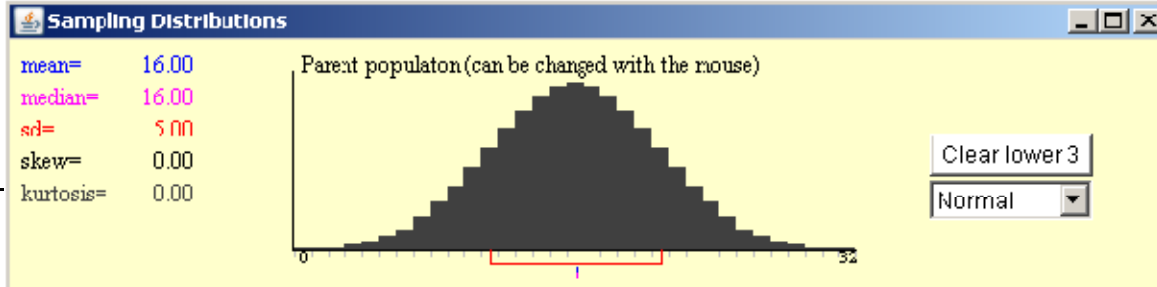 Sampling Distributions
mean= 16.00
Parent populaton (can be changed with the mouse)
median= 16.00
sd= 5.00
skew= 0.00
Clear lower 3
kurtosis= 0.00
Normal
0 32